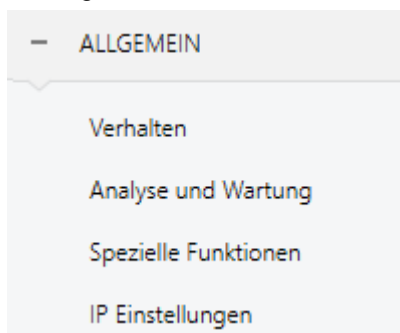 ALLGEMEIN
Verhalten
Analyse und Wartung
Spezielle Funktionen
IP Einstellungen